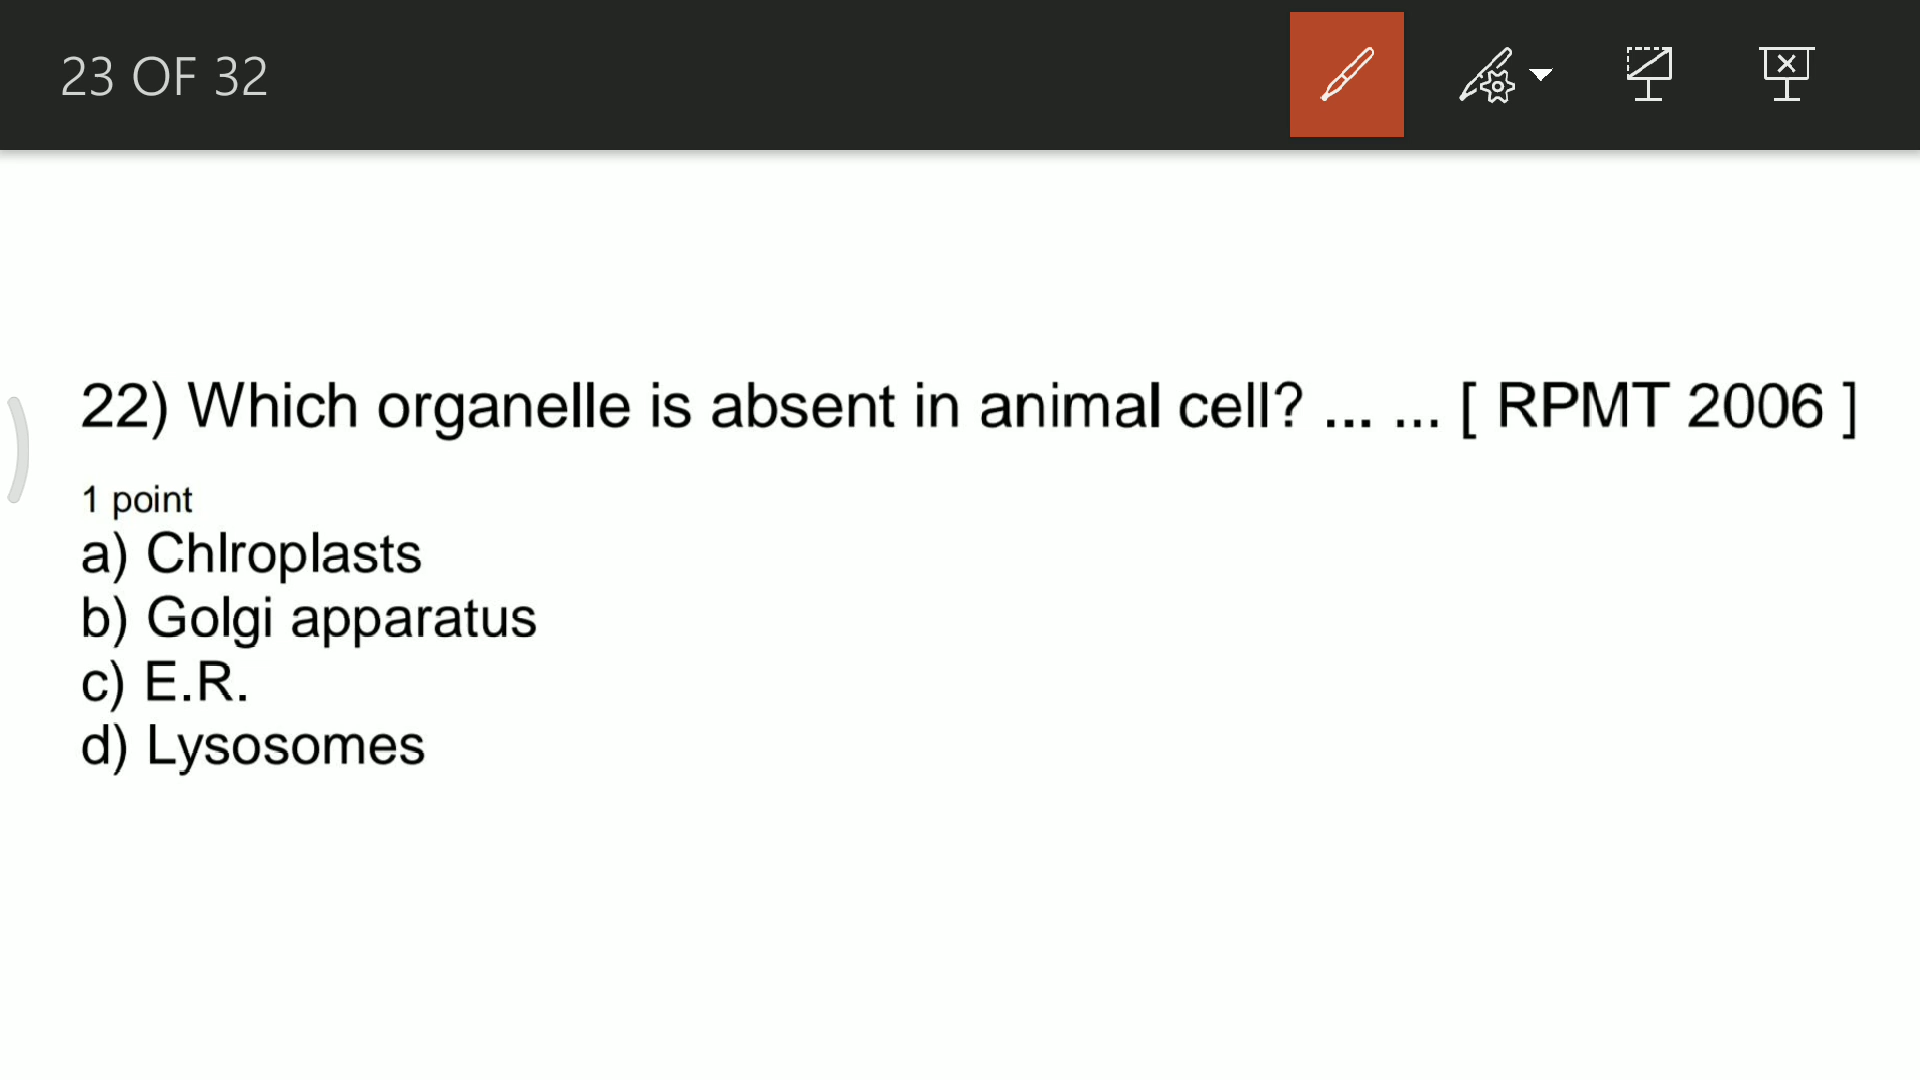 23 OF 32
22) Which organelle is absent in animal cell? ... ... [ RPMT 2006 ]
1 point
a) Chlroplasts
b) Golgi apparatus
c) E.R.
d) Lysosomes